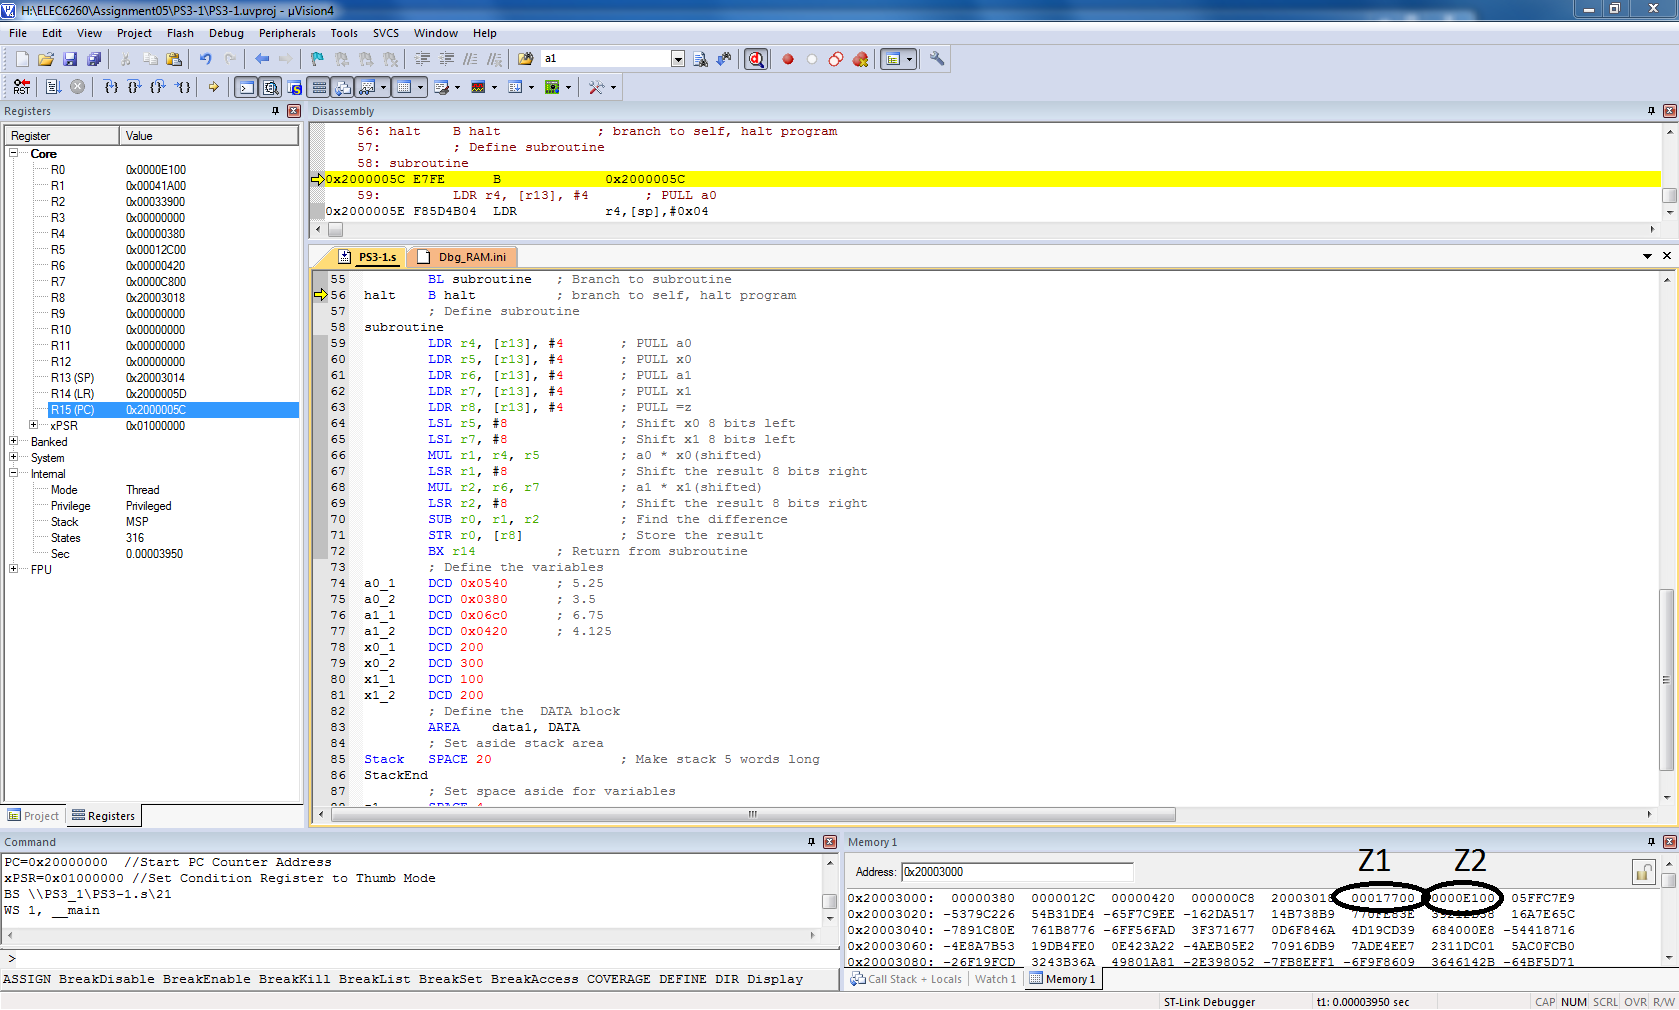 H:\ELEC6260\Assignment05\PS3-1\PS3-1.uvproj - µVision4
File Edit View Project Flash Debug Peripherals Tools SVCS Window Help
a1
RST
Registers
Register Value
Core
R0 0x0000E100
R1 0x00041A00
R2 0x00033900
R3 0x00000000
R4 0x00000380
R5 0x00012C00
R6 0x00000420
R7 0x0000C800
R8 0x20003018
R9 0x00000000
R10 0x00000000
R11 0x00000000
R12 0x00000000
R13 (SP) 0x20003014
R14 (LR) 0x2000005D
R15 (PC) 0x2000005C
xPSR 0x01000000
Banked
System
Internal
Mode Thread
Privilege Privileged
Stack MSP
States 316
Sec 0.00003950
FPU
Project Registers
Disassembly
56: halt B halt ; branch to self, halt program
57: ; Define subroutine
58: subroutine
0x2000005C E7FE B 0x2000005C
59: LDR r4, [r13], #4 ; PULL a0
0x2000005E F85D4B04 LDR r4,[sp],#0x04
PS3-1.s Dbg_RAM.ini
55 BL subroutine ; Branch to subroutine
56 halt B halt ; branch to self, halt program
57 ; Define subroutine
58 subroutine
59 LDR r4, [r13], #4 ; PULL a0
60 LDR r5, [r13], #4 ; PULL x0
61 LDR r6, [r13], #4 ; PULL a1
62 LDR r7, [r13], #4 ; PULL x1
63 LDR r8, [r13], #4 ; PULL =z
64 LSL r5, #8 ; Shift x0 8 bits left
65 LSL r7, #8 ; Shift x1 8 bits left
66 MUL r1, r4, r5 ; a0 * x0(shifted)
67 LSR r1, #8 ; Shift the result 8 bits right
68 MUL r2, r6, r7 ; a1 * x1(shifted)
69 LSR r2, #8 ; Shift the result 8 bits right
70 SUB r0, r1, r2 ; Find the difference
71 STR r0, [r8] ; Store the result
72 BX r14 ; Return from subroutine
73 ; Define the variables
74 a0_1 DCD 0x0540 ; 5.25
75 a0_2 DCD 0x0380 ; 3.5
76 a1_1 DCD 0x06c0 ; 6.75
77 a1_2 DCD 0x0420 ; 4.125
78 x0_1 DCD 200
79 x0_2 DCD 300
80 x1_1 DCD 100
81 x1_2 DCD 200
82 ; Define the  DATA block
83 AREA data1, DATA
84 ; Set aside stack area
85 Stack SPACE 20 ; Make stack 5 words long
86 StackEnd
87 ; Set space aside for variables
Command
PC=0x20000000 //Start PC Counter Address
xPSR=0x01000000 //Set Condition Register to Thumb Mode
BS \\PS3_1\PS3-1.s\21
WS 1, __main
>
ASSIGN BreakDisable BreakEnable BreakKill BreakList BreakSet BreakAccess COVERAGE DEFINE DIR Display
Memory 1
Z1 Z2
Address: 0x20003000
0x20003000: 00000380 0000012C 00000420 000000C8 20003018 00017700 0000E100 05FFC7E9
0x20003020: -5379C226 54B31DE4 -65F7C9EE -162DA517 14B738B9 16A7E65C
0x20003040: -7891C80E 761B8776 -6FF56FAD 3F371677 0D6F846A 4D19CD39 684000E8 -54418716
0x20003060: -4E8A7B53 19DB4FE0 0E423A22 -4AEB05E2 70916DB9 7ADE4EE7 2311DC01 5AC0FCB0
0x20003080: -26F19FCD 3243B36A 49801A81 -2E398052 -7FB8EFF1 -6F9F8609 3646142B -64BF5D71
Call Stack + Locals Watch 1 Memory 1
ST-Link Debugger t1: 0.00003950 sec CAP NUM SCRL OVR R/W